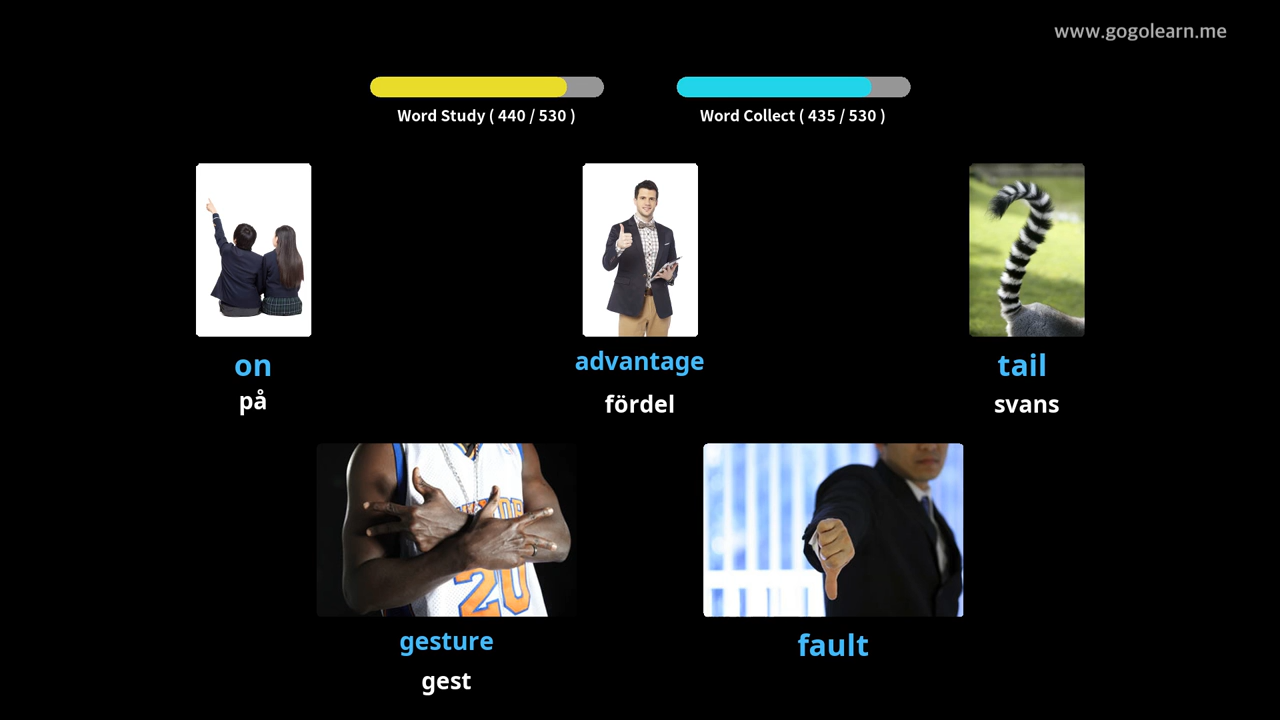 www.gogolearn.me
Word Study ( 440 / 530 )
Word Collect ( 435 / 530 )
on
på
advantage
fördel
tail
svans
20
gesture
gest
fault